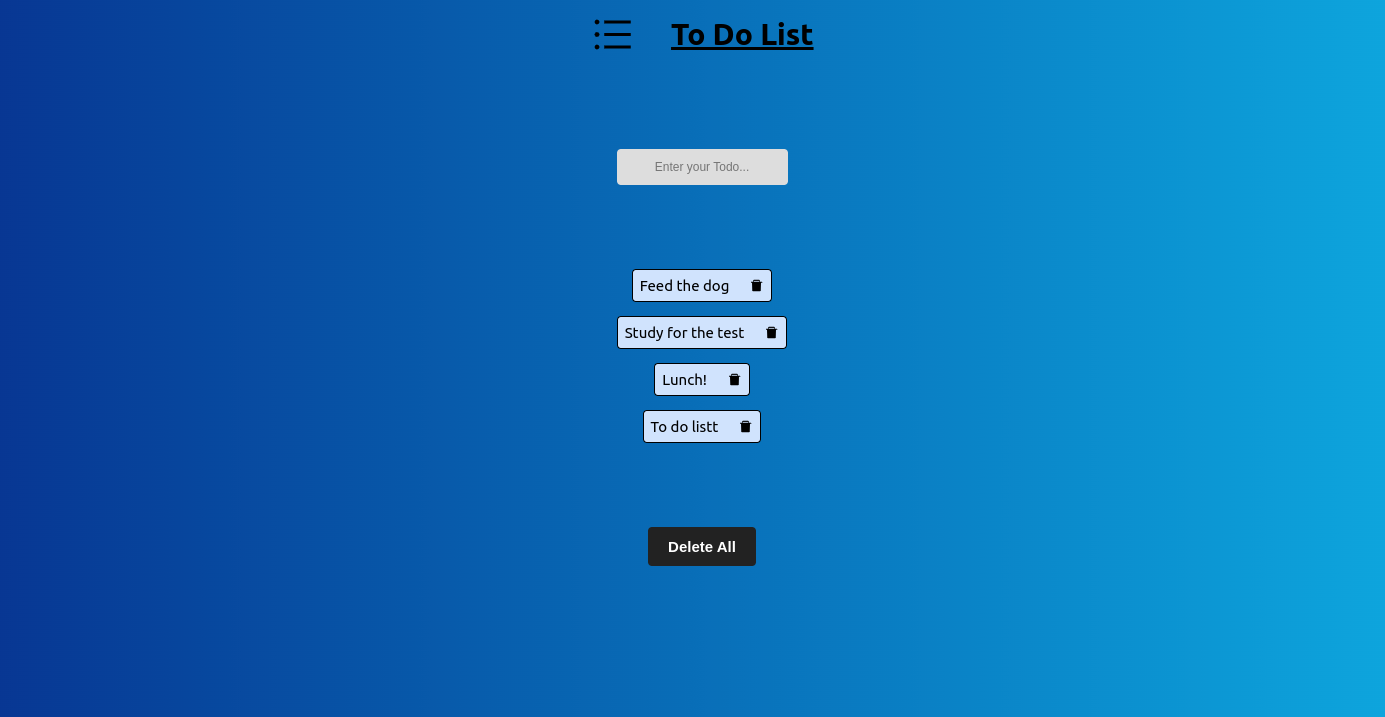 To Do List
Enter your Todo...
Feed the dog
Study for the test
Lunch!
To do listt
Delete All